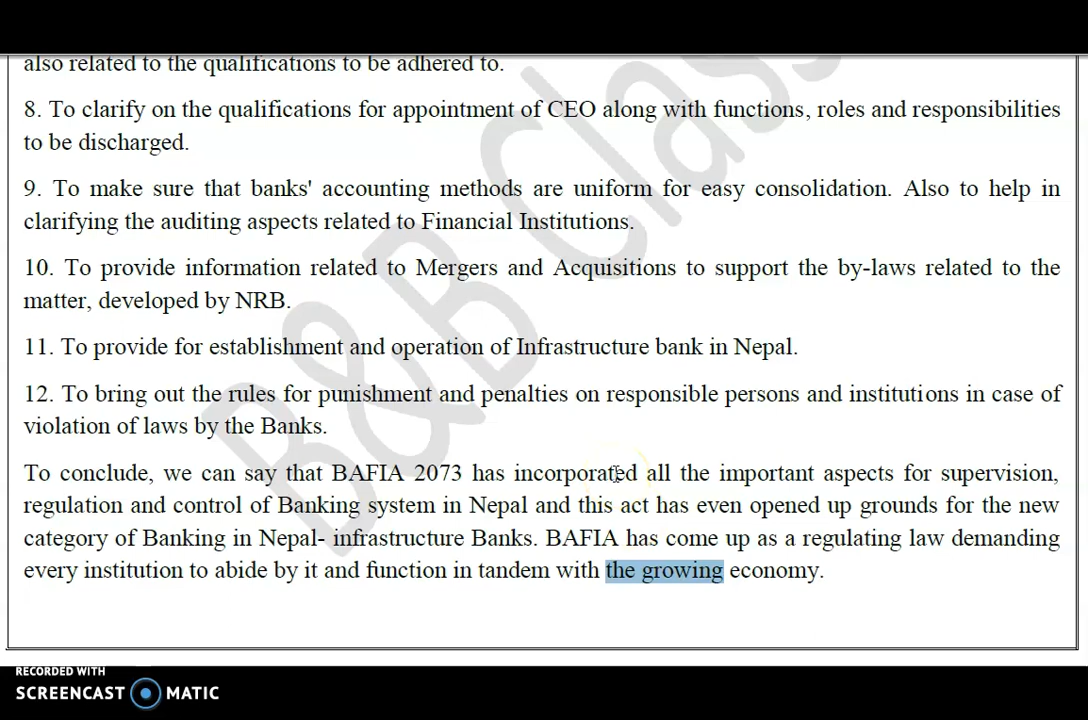 also related to the qualifications to be adhered to.
8. To clarify on the qualifications for appointment of CEO along with functions, roles and responsibilities
to be discharged.
9. To make sure that banks' accounting methods are uniform for easy consolidation. Also to help in
clarifying the auditing aspects related to Financial Institutions.
10. To provide information related to Mergers and Acquisitions to support the by-laws related to the
matter, developed by NRB.
11. To provide for establishment and operation of Infrastructure bank in Nepal.
12. To bring out the rules for punishment and penalties on responsible persons and institutions in case of
violation of laws by the Banks.
To conclude, we can say that BAFIA 2073 has incorporated all the important aspects for supervision,
regulation and control of Banking system in Nepal and this act has even opened up grounds for the new
category of Banking in Nepal- infrastructure Banks. BAFIA has come up as a regulating law demanding
every institution to abide by it and function in tandem with the growing economy.
B&B Class
RECORDED WITH
SCREENCAST MATIC